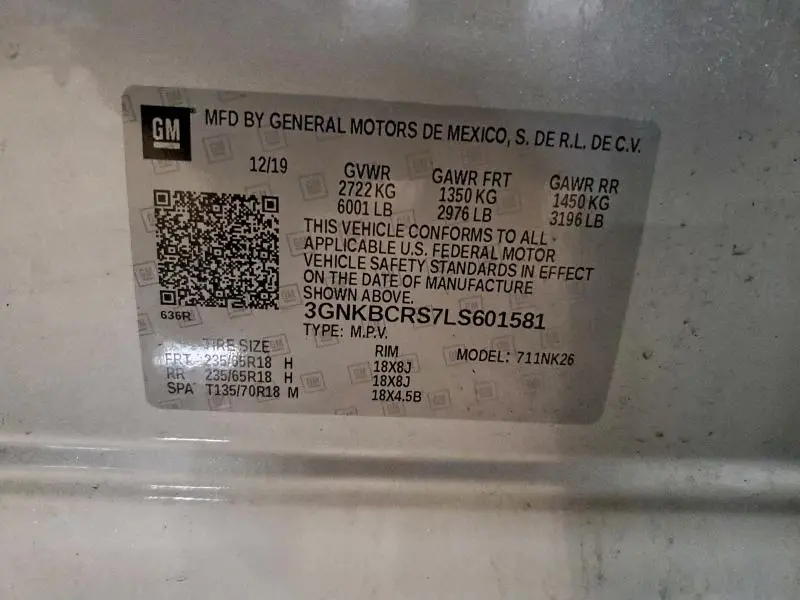 GM MFD BY GENERAL MOTORS DE MEXICO, S. DE R.L. DE C.V.
12/19 GVWR GAWR FRT GAWR RR
2722 KG 1350 KG 1450 KG
6001 LB 2976 LB 3196 LB
THIS VEHICLE CONFORMS TO ALL
APPLICABLE U.S. FEDERAL MOTOR
VEHICLE SAFETY STANDARDS IN EFFECT
ON THE DATE OF MANUFACTURE
SHOWN ABOVE.
636R 3GNKBCRS7LS601581
TYPE: M.P.V.
TIRE SIZE RIM MODEL: 711NK26
FRT 235/65R18 H 18X8J
RR 235/65R18 H 18X8J
SPA T135/70R18 M 18X4.5B